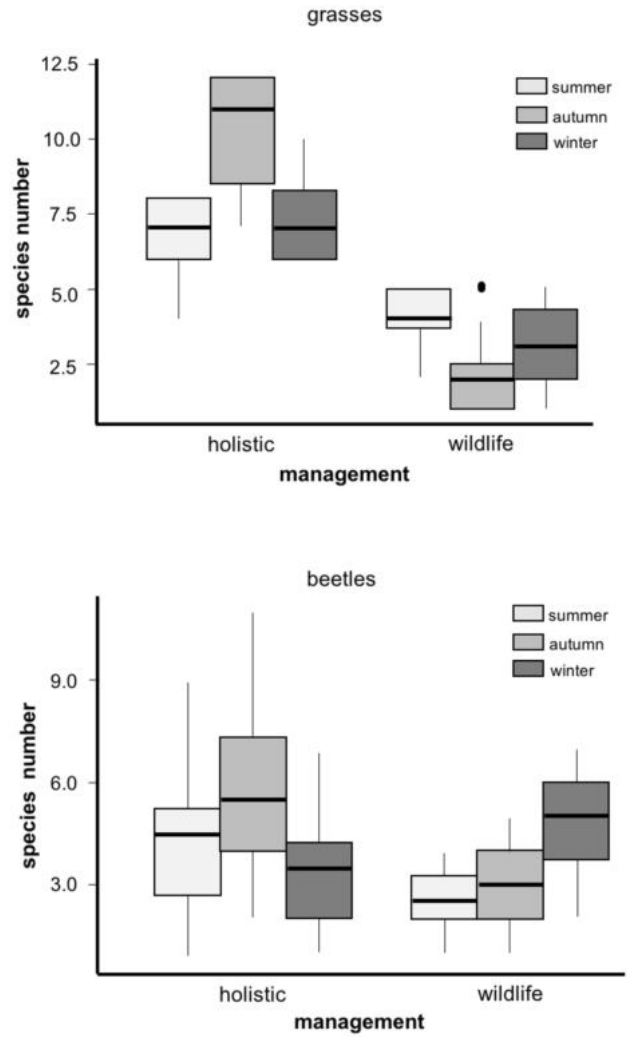 grasses
12.5
10.0
7.5
5.0
2.5
species number
summer
autumn
winter
holistic
wildlife
management
beetles
9.0
6.0
3.0
species number
summer
autumn
winter
holistic
wildlife
management